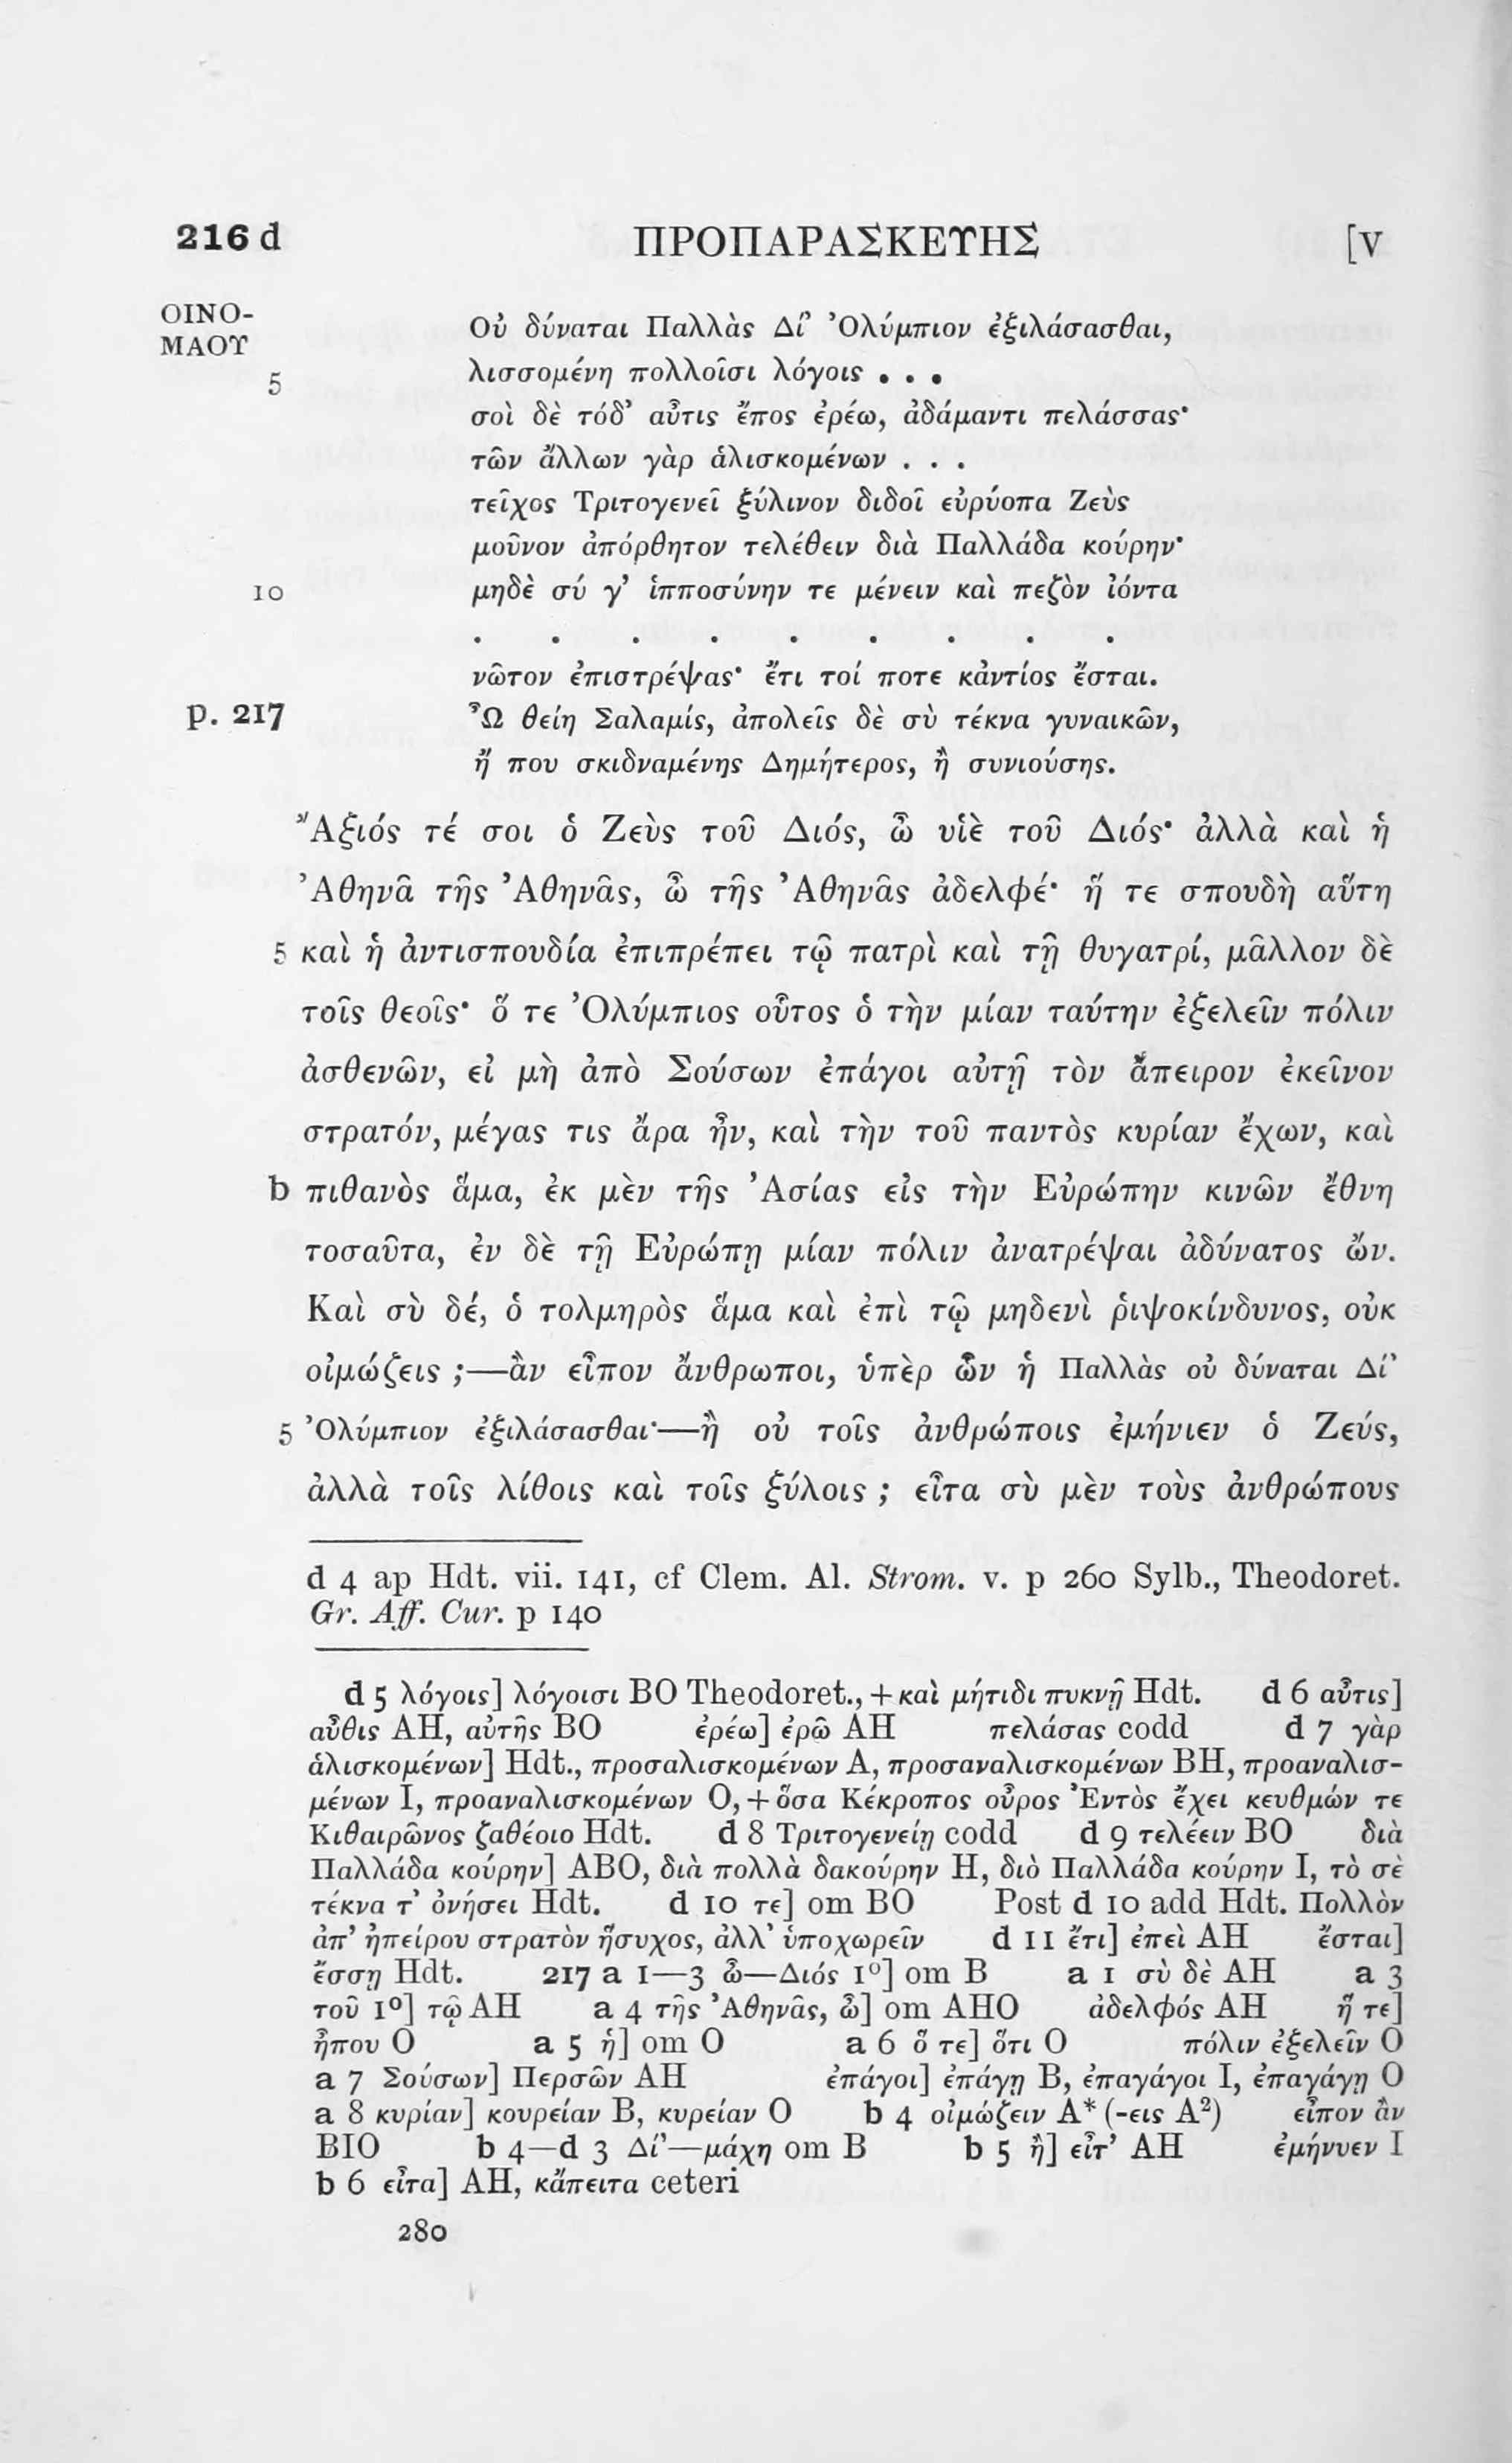 216 d ΠΡΟΠΑΡΑΣΚΕΥΗΣ [V
ΟΙΝΟ-
ΜΑΟΥ
Οὐ δύναται Παλλὰς Δί’ Ὀλύμπιον ἐξιλάσασθαι,
5 λισσομένη πολλοῖσι λόγοις . . .
σοὶ δὲ τόδ’ αὖτις ἔπος ἐρέω, ἀδάμαντι πελάσσας·
τῶν ἄλλων γὰρ ἁλισκομένων . . .
τεῖχος Τριτογενεῖ ξύλινον διδοῖ εὐρύοπα Ζεὺς
μοῦνον ἀπόρθητον τελέθειν διὰ Παλλάδα κούρην·
10 μηδὲ σύ γ’ ἱπποσύνην τε μένειν καὶ πεζὸν ἰόντα
. . . . . . . . .
νῶτον ἐπιστρέψας· ἔτι τοί ποτε κἀντίος ἔσται.
p. 217 Ὦ θείη Σαλαμίς, ἀπολεῖς δὲ σὺ τέκνα γυναικῶν,
ἤ που σκιδναμένης Δημήτερος, ἢ συνιούσης.
Ἄξιός τέ σοι ὁ Ζεὺς τοῦ Διός, ὦ υἱὲ τοῦ Διός· ἀλλὰ καὶ ἡ
Ἀθηνᾶ τῆς Ἀθηνᾶς, ὦ τῆς Ἀθηνᾶς ἀδελφέ· ἥ τε σπουδὴ αὕτη
5 καὶ ἡ ἀντισπουδία ἐπιπρέπει τῷ πατρὶ καὶ τῇ θυγατρί, μᾶλλον δὲ
τοῖς θεοῖς· ὅ τε Ὀλύμπιος οὗτος ὁ τὴν μίαν ταύτην ἐξελεῖν πόλιν
ἀσθενῶν, εἰ μὴ ἀπὸ Σούσων ἐπάγοι αὐτῇ τὸν ἄπειρον ἐκεῖνον
στρατόν, μέγας τις ἄρα ἦν, καὶ τὴν τοῦ παντὸς κυρίαν ἔχων, καὶ
b πιθανὸς ἅμα, ἐκ μὲν τῆς Ἀσίας εἰς τὴν Εὐρώπην κινῶν ἔθνη
τοσαῦτα, ἐν δὲ τῇ Εὐρώπῃ μίαν πόλιν ἀνατρέψαι ἀδύνατος ὤν.
Καὶ σὺ δέ, ὁ τολμηρὸς ἅμα καὶ ἐπὶ τῷ μηδενὶ ῥιψοκίνδυνος, οὐκ
οἰμώζεις ;—ἂν εἶπον ἄνθρωποι, ὑπὲρ ὧν ἡ Παλλὰς οὐ δύναται Δί’
5 Ὀλύμπιον ἐξιλάσασθαι·—ἢ οὐ τοῖς ἀνθρώποις ἐμήνιεν ὁ Ζεύς,
ἀλλὰ τοῖς λίθοις καὶ τοῖς ξύλοις ; εἶτα σὺ μὲν τοὺς ἀνθρώπους
d 4 ap Hdt. vii. 141, cf Clem. Al. Strom. v. p 260 Sylb., Theodoret.
Gr. Aff. Cur. p 140
d 5 λόγοις] λόγοισι BO Theodoret., + καὶ μήτιδι πυκνῇ Hdt. d 6 αὖτις]
αὖθις AH, αὐτῆς BO ἐρέω] ἐρῶ AH πελάσας codd d 7 γὰρ
ἁλισκομένων] Hdt., προσαλισκομένων A, προσαναλισκομένων BH, προαναλισ-
μένων I, προαναλισκομένων O, + ὅσα Κέκροπος οὖρος Ἐντὸς ἔχει κευθμών τε
Κιθαιρῶνος ζαθέοιο Hdt. d 8 Τριτογενείῃ codd d 9 τελέειν BO διὰ
Παλλάδα κούρην] ABO, διὰ πολλὰ δακούρην H, διὸ Παλλάδα κούρην I, τὸ σὲ
τέκνα τ’ ὀνήσει Hdt. d 10 τε] om BO Post d 10 add Hdt. Πολλὸν
ἀπ’ ἠπείρου στρατὸν ἥσυχος, ἀλλ’ ὑποχωρεῖν d 11 ἔτι] ἐπεὶ AH ἔσται]
ἔσσῃ Hdt. 217 a 1—3 ὦ—Διός 1º] om B a 1 σὺ δὲ AH a 3
τοῦ 1º] τῷ AH a 4 τῆς Ἀθηνᾶς, ὦ] om AHO ἀδελφός AH ἥ τε]
ἦπου O a 5 ἡ] om O a 6 ὅ τε] ὅτι O πόλιν ἐξελεῖν O
a 7 Σούσων] Περσῶν AH ἐπάγοι] ἐπάγῃ B, ἐπαγάγοι I, ἐπαγάγῃ O
a 8 κυρίαν] κουρείαν B, κυρείαν O b 4 οἰμώζειν A* (-εις A²) εἶπον ἂν
BIO b 4—d 3 Δί’—μάχῃ om B b 5 ἢ] εἶτ’ AH ἐμήνυεν I
b 6 εἶτα] AH, κἄπειτα ceteri
280